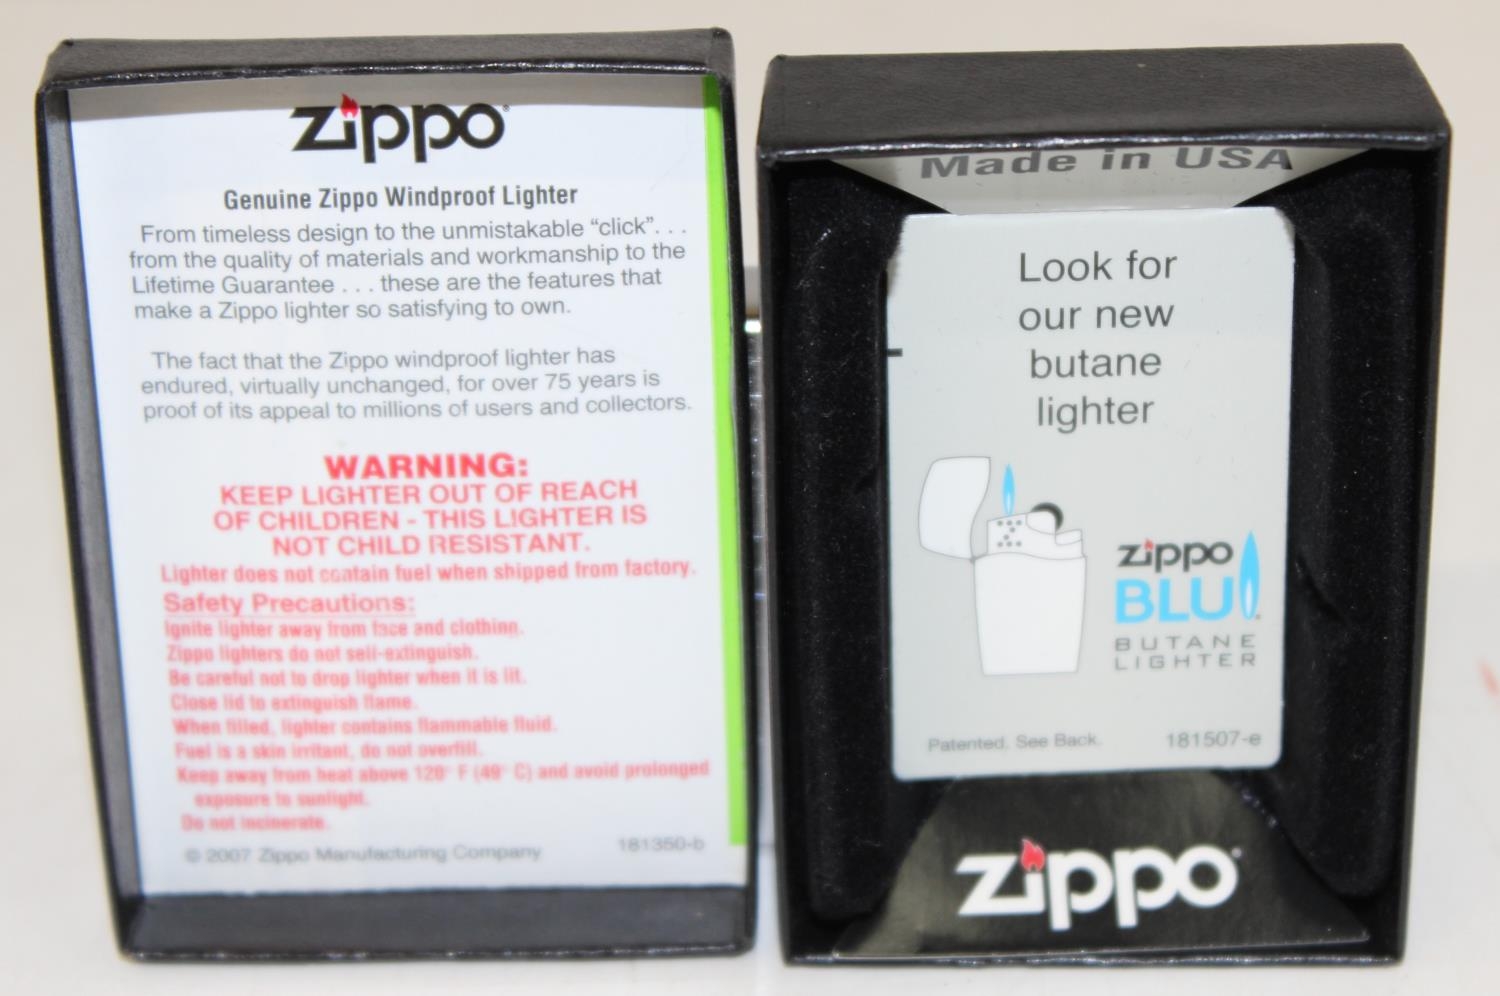 zippo
Genuine Zippo Windproof Lighter
From timeless design to the unmistakable “click”. . .
from the quality of materials and workmanship to the
Lifetime Guarantee . . . these are the features that
make a Zippo lighter so satisfying to own.
The fact that the Zippo windproof lighter has
endured, virtually unchanged, for over 75 years is
proof of its appeal to millions of users and collectors.
WARNING:
KEEP LIGHTER OUT OF REACH
OF CHILDREN - THIS LIGHTER IS
NOT CHILD RESISTANT.
Lighter does not contain fuel when shipped from factory.
Safety Precautions:
Ignite lighter away from face and clothing.
Zippo lighters do not self-extinguish.
Be careful not to drop lighter when it is lit.
Close lid to extinguish flame.
When filled, lighter contains flammable fluid.
Fuel is a skin irritant, do not overfill.
Keep away from heat above 120° F (49° C) and avoid prolonged
exposure to sunlight.
Do not incinerate.
© 2007 Zippo Manufacturing Company
181350-b
Made in USA
Look for
our new
butane
lighter
zippo
BLU
BUTANE
LIGHTER
Patented. See Back.
181507-e
zippo